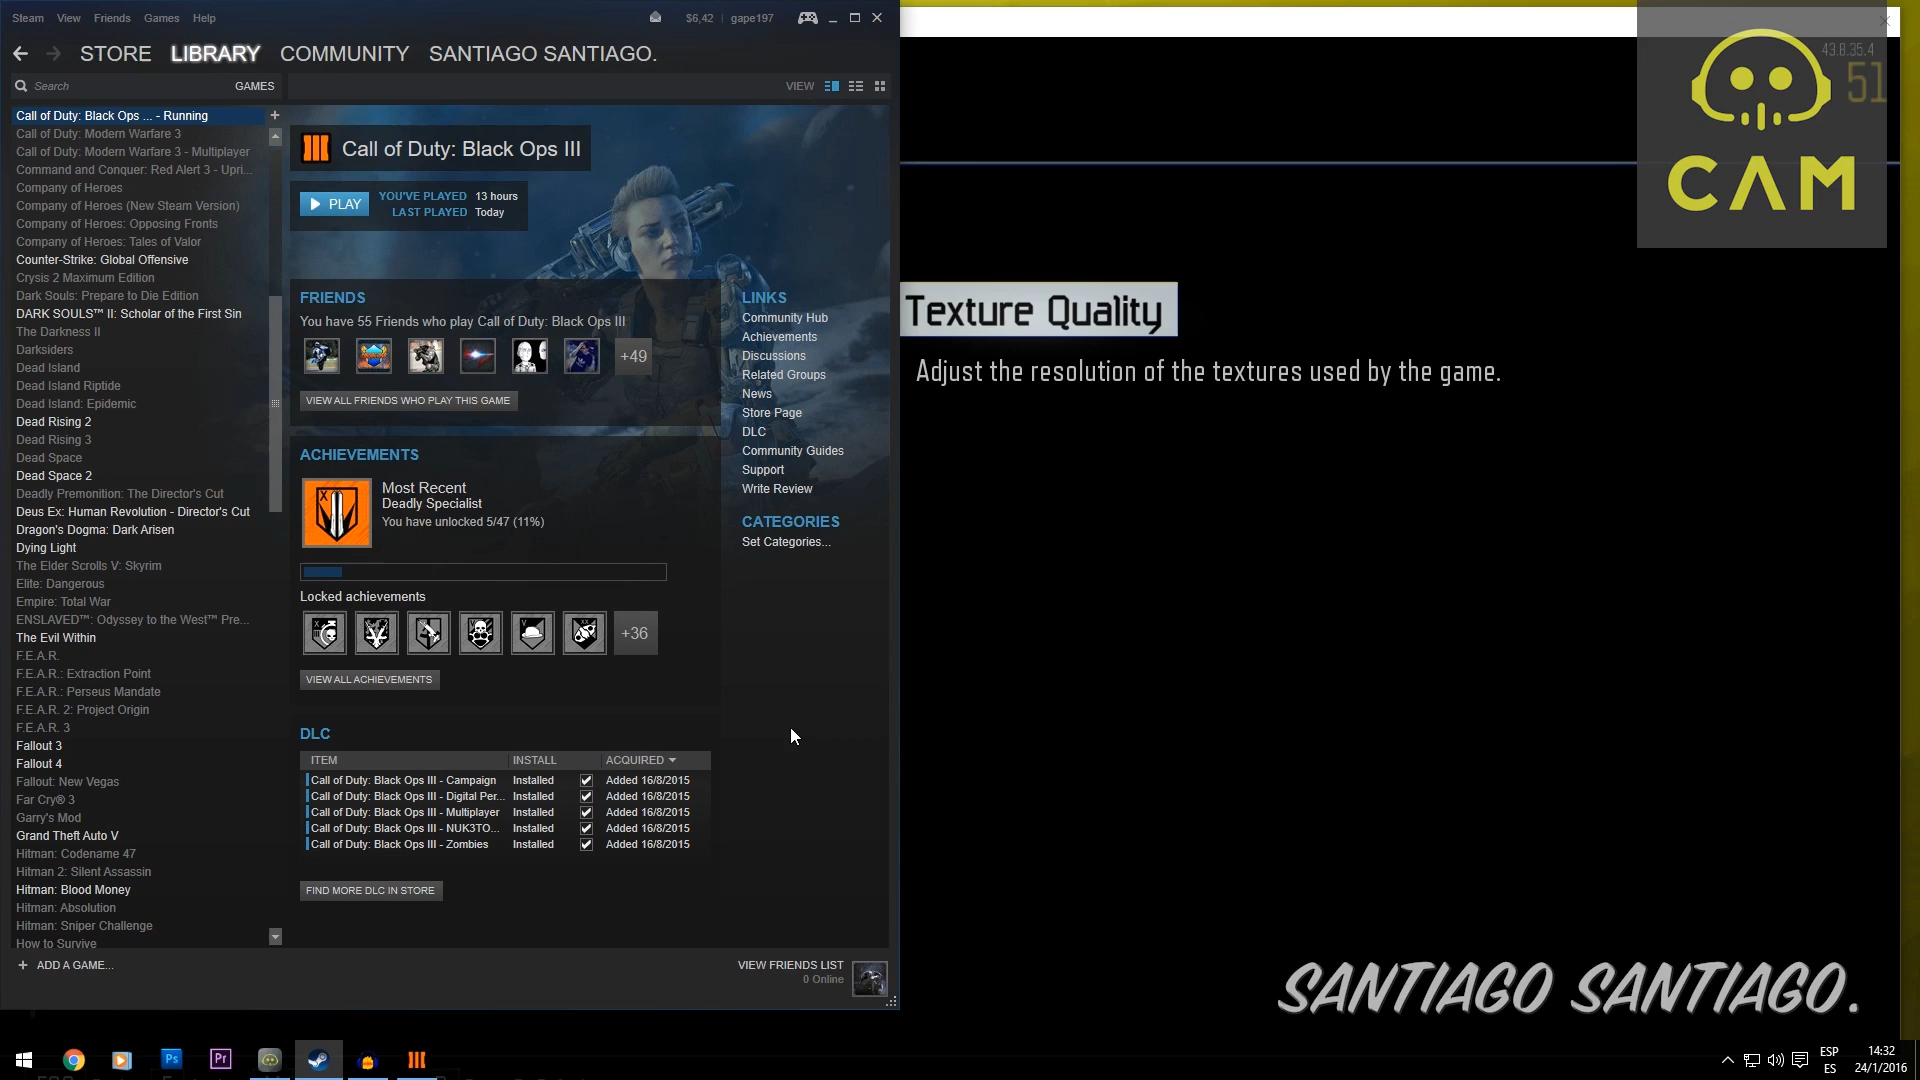 Steam View Friends Games Help
$6,42 | gape197
STORE LIBRARY COMMUNITY SANTIAGO SANTIAGO.
Search GAMES
VIEW
Call of Duty: Black Ops ... - Running
Call of Duty: Modern Warfare 3
Call of Duty: Modern Warfare 3 - Multiplayer
Command and Conquer: Red Alert 3 - Upri...
Company of Heroes
Company of Heroes (New Steam Version)
Company of Heroes: Opposing Fronts
Company of Heroes: Tales of Valor
Counter-Strike: Global Offensive
Crysis 2 Maximum Edition
Dark Souls: Prepare to Die Edition
DARK SOULS™ II: Scholar of the First Sin
The Darkness II
Darksiders
Dead Island
Dead Island Riptide
Dead Island: Epidemic
Dead Rising 2
Dead Rising 3
Dead Space
Dead Space 2
Deadly Premonition: The Director's Cut
Deus Ex: Human Revolution - Director's Cut
Dragon's Dogma: Dark Arisen
Dying Light
The Elder Scrolls V: Skyrim
Elite: Dangerous
Empire: Total War
ENSLAVED™: Odyssey to the West™ Pre...
The Evil Within
F.E.A.R.
F.E.A.R.: Extraction Point
F.E.A.R.: Perseus Mandate
F.E.A.R. 2: Project Origin
F.E.A.R. 3
Fallout 3
Fallout 4
Fallout: New Vegas
Far Cry® 3
Garry's Mod
Grand Theft Auto V
Hitman: Codename 47
Hitman 2: Silent Assassin
Hitman: Blood Money
Hitman: Absolution
Hitman: Sniper Challenge
How to Survive
+ ADD A GAME...
Call of Duty: Black Ops III
PLAY
YOU'VE PLAYED 13 hours
LAST PLAYED Today
FRIENDS
You have 55 Friends who play Call of Duty: Black Ops III
+49
VIEW ALL FRIENDS WHO PLAY THIS GAME
ACHIEVEMENTS
Most Recent
Deadly Specialist
You have unlocked 5/47 (11%)
Locked achievements
+36
VIEW ALL ACHIEVEMENTS
DLC
ITEM INSTALL ACQUIRED
Call of Duty: Black Ops III - Campaign Installed Added 16/8/2015
Call of Duty: Black Ops III - Digital Per... Installed Added 16/8/2015
Call of Duty: Black Ops III - Multiplayer Installed Added 16/8/2015
Call of Duty: Black Ops III - NUK3TO... Installed Added 16/8/2015
Call of Duty: Black Ops III - Zombies Installed Added 16/8/2015
FIND MORE DLC IN STORE
LINKS
Community Hub
Achievements
Discussions
Related Groups
News
Store Page
DLC
Community Guides
Support
Write Review
CATEGORIES
Set Categories...
VIEW FRIENDS LIST
0 Online
43.8.35.4
51
CAM
Texture Quality
Adjust the resolution of the textures used by the game.
SANTIAGO SANTIAGO.
Ps Pr
ESP
ES
14:32
24/1/2016